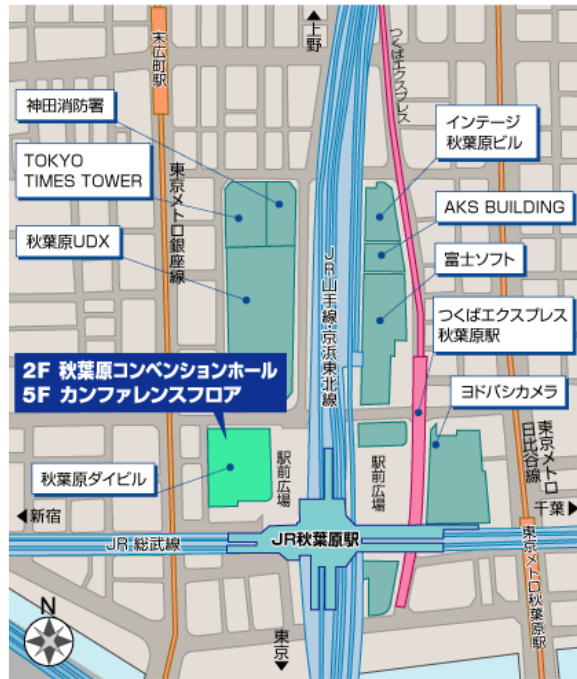 ▲
上野
末広町駅
つくばエクスプレス
神田消防署
インテージ
秋葉原ビル
TOKYO
TIMES TOWER
東京メトロ銀座線
AKS BUILDING
秋葉原UDX
JR山手線・京浜東北線
富士ソフト
つくばエクスプレス
秋葉原駅
2F 秋葉原コンベンションホール
5F カンファレンスフロア
ヨドバシカメラ
東京メトロ
日比谷線
秋葉原ダイビル
駅前広場
駅前広場
◀新宿
千葉▶
JR 総武線
JR秋葉原駅
東京メトロ秋葉原駅
N
東京
▼